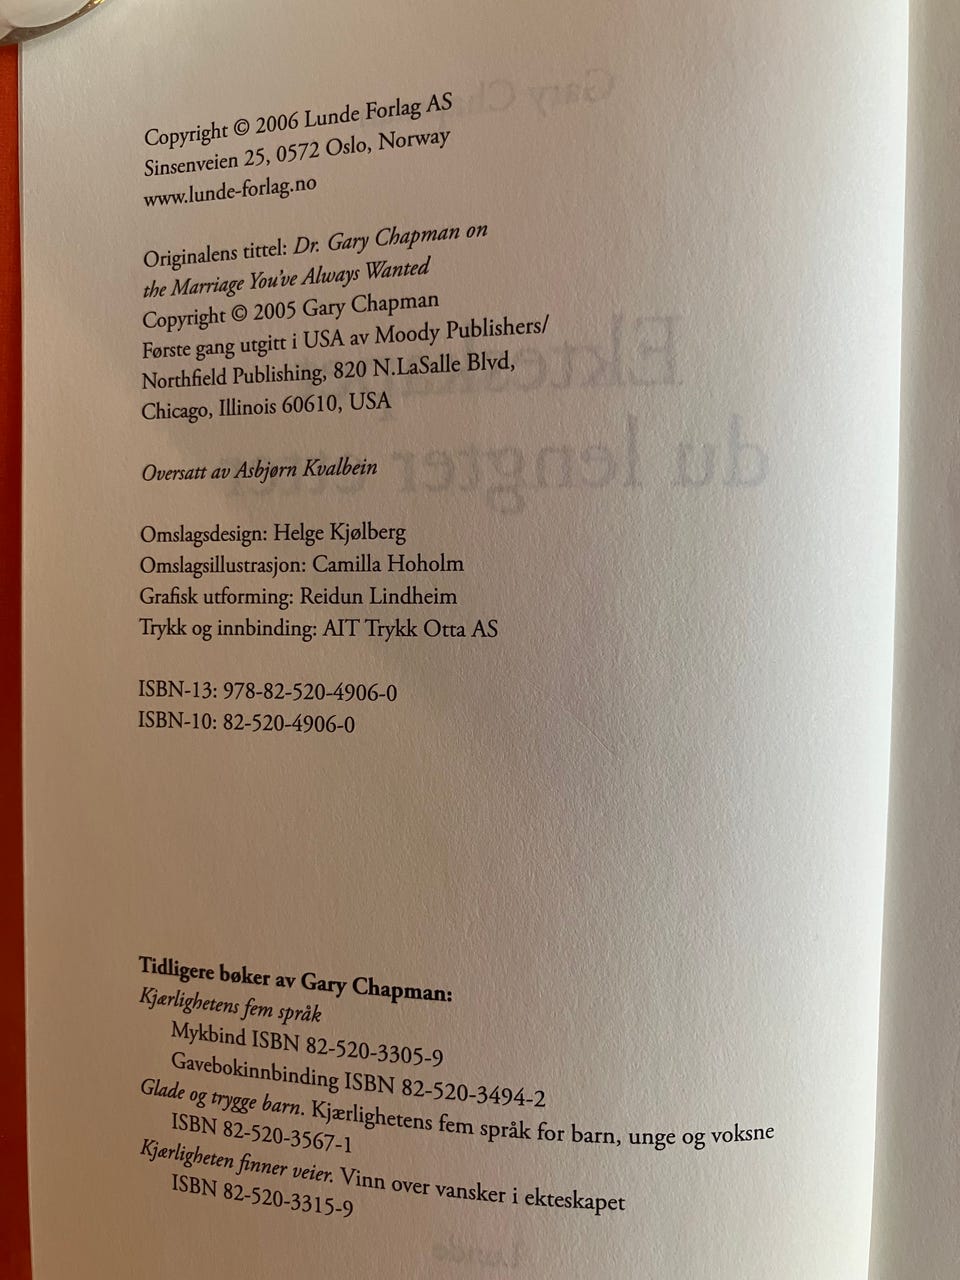 Copyright © 2006 Lunde Forlag AS
Sinsenveien 25, 0572 Oslo, Norway
www.lunde-forlag.no
Originalens tittel: Dr. Gary Chapman on
the Marriage You've Always Wanted
Copyright © 2005 Gary Chapman
Første gang utgitt i USA av Moody Publishers/
Northfield Publishing, 820 N.LaSalle Blvd,
Chicago, Illinois 60610, USA
Oversatt av Asbjørn Kvalbein
Omslagsdesign: Helge Kjølberg
Omslagsillustrasjon: Camilla Hoholm
Grafisk utforming: Reidun Lindheim
Trykk og innbinding: AIT Trykk Otta AS
ISBN-13: 978-82-520-4906-0
ISBN-10: 82-520-4906-0
Tidligere bøker av Gary Chapman:
Kjærlighetens fem språk
Mykbind ISBN 82-520-3305-9
Gavebokinnbinding ISBN 82-520-3494-2
Glade og trygge barn. Kjærlighetens fem språk for barn, unge og voksne
ISBN 82-520-3567-1
Kjærligheten finner veier. Vinn over vansker i ekteskapet
ISBN 82-520-3315-9